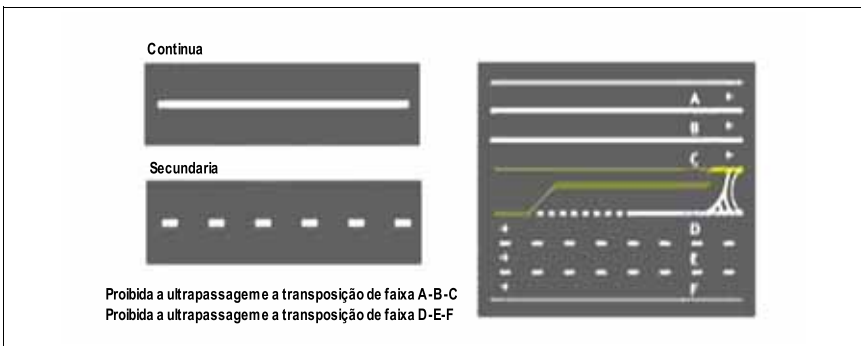 Continua
Secundaria
Proibida a ultrapassageme a transposição de faixa A-B-C
Proibida a ultrapassageme a transposição de faixa D-E-F
A
B
C
D
E
F